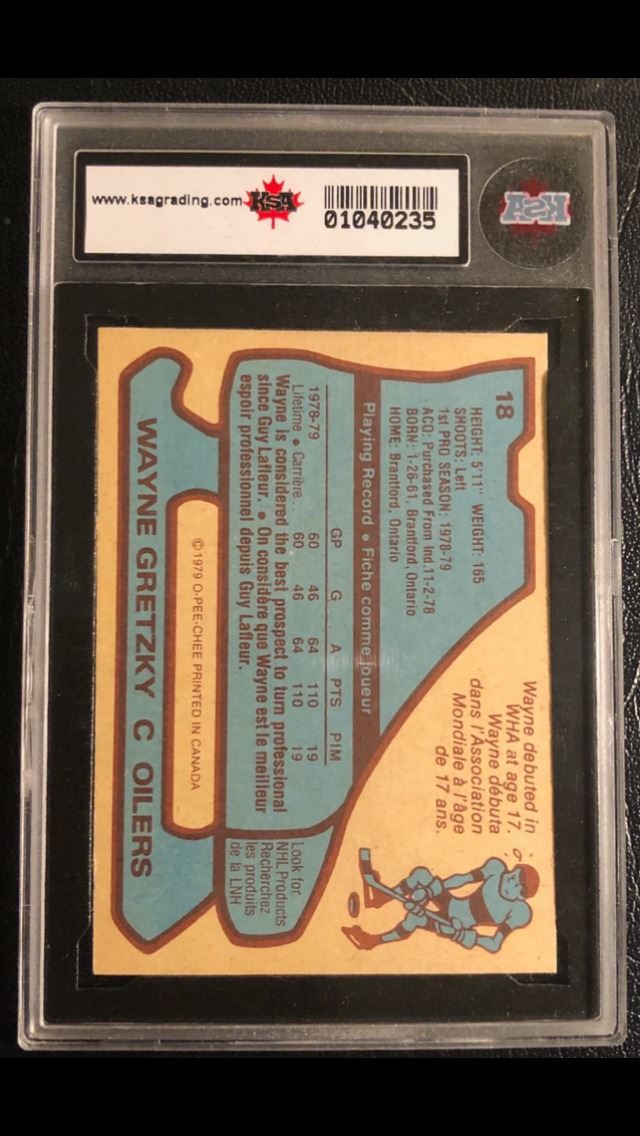 www.ksagrading.com
KSA
01040235
KSA
18
HEIGHT: 5'11" WEIGHT: 165
SHOOTS: Left
1st PRO SEASON: 1978-79
ACQ: Purchased From Ind. 11-2-78
BORN: 1-26-61, Brantford, Ontario
HOME: Brantford, Ontario
Wayne debuted in
WHA at age 17.
Wayne débuta
dans l'Association
Mondiale à l'âge
de 17 ans.
Playing Record • Fiche comme joueur
GP G A PTS PIM
1978-79 60 46 64 110 19
Lifetime • Carrière... 60 46 64 110 19
Wayne is considered the best prospect to turn professional
since Guy Lafleur. • On considère que Wayne est le meilleur
espoir professionnel depuis Guy Lafleur.
Look for
NHL Products
Recherchez
les produits
de la LNH
©1979 O-PEE-CHEE PRINTED IN CANADA
WAYNE GRETZKY C OILERS